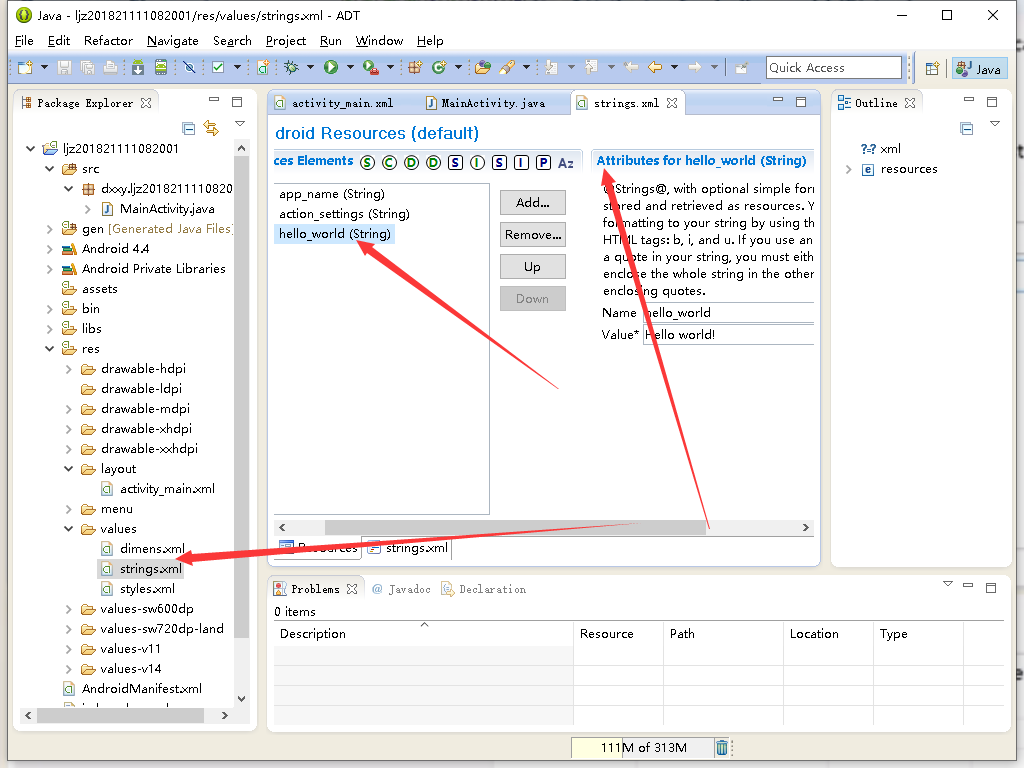 Java - ljz201821111082001/res/values/strings.xml - ADT
File Edit Refactor Navigate Search Project Run Window Help
Quick Access
Java
Package Explorer
ljz201821111082001
src
dxxy.ljz2018211110820
MainActivity.java
gen [Generated Java Files]
Android 4.4
Android Private Libraries
assets
bin
libs
res
drawable-hdpi
drawable-ldpi
drawable-mdpi
drawable-xhdpi
drawable-xxhdpi
layout
activity_main.xml
menu
values
dimens.xml
strings.xml
styles.xml
values-sw600dp
values-sw720dp-land
values-v11
values-v14
AndroidManifest.xml
activity_main.xml MainActivity.java strings.xml
droid Resources (default)
ces Elements S C D D S I S I P Az
app_name (String)
action_settings (String)
hello_world (String)
Add...
Remove...
Up
Down
Attributes for hello_world (String)
@Strings@, with optional simple for
stored and retrieved as resources. Y
formatting to your string by using th
HTML tags: b, i, and u. If you use an
a quote in your string, you must eith
enclose the whole string in the other
enclosing quotes.
Name hello_world
Value* Hello world!
Resources strings.xml
Outline
xml
resources
Problems @ Javadoc Declaration
0 items
Description Resource Path Location Type
111M of 313M